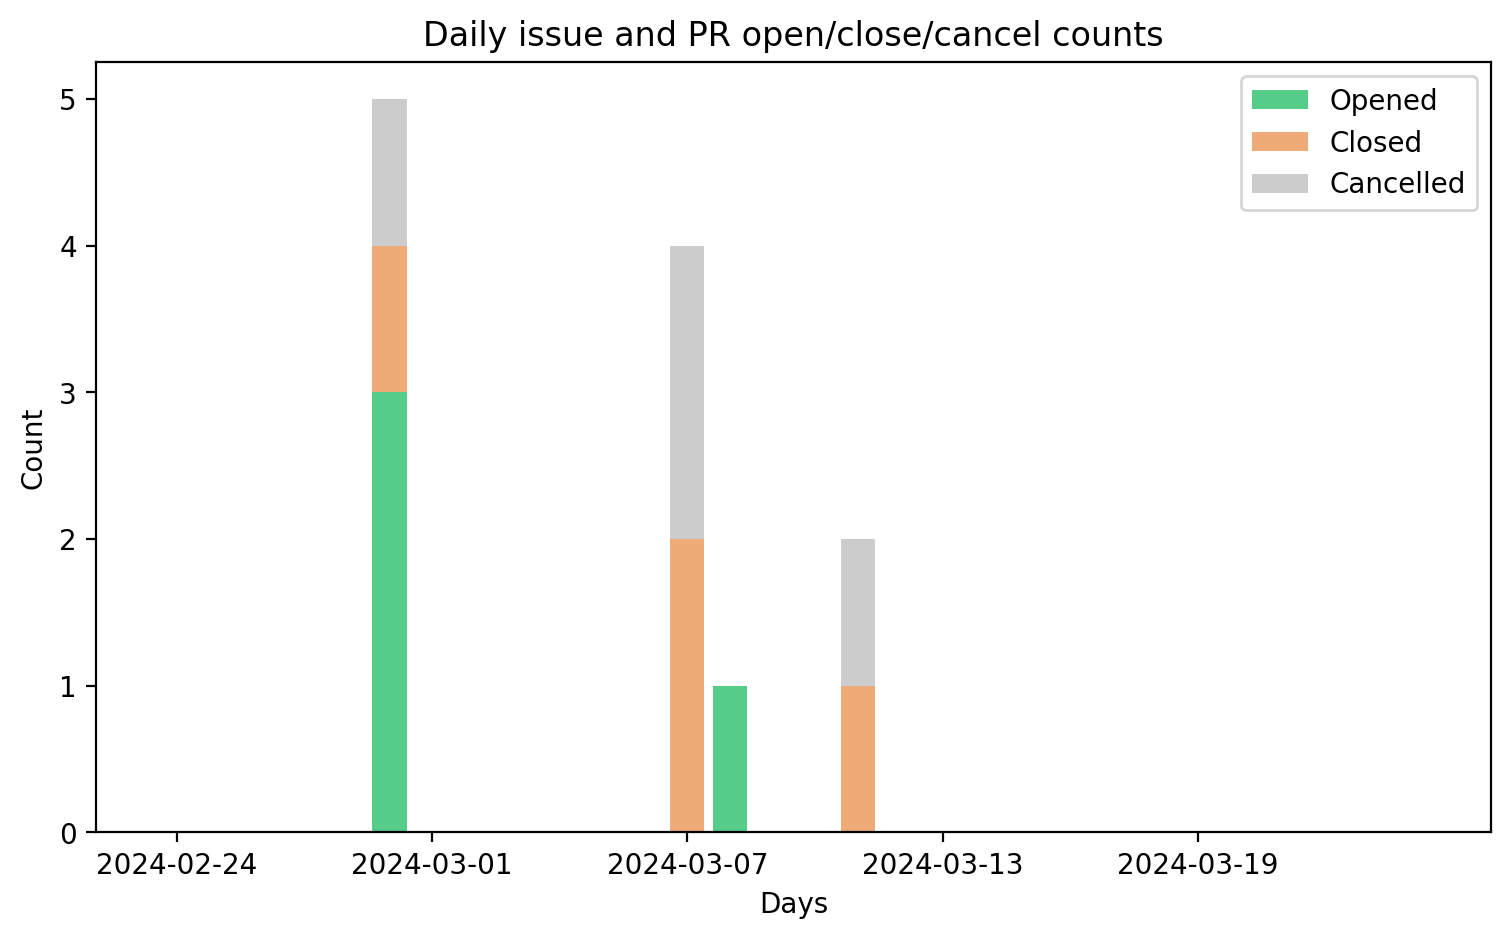 Daily issue and PR open/close/cancel counts
Opened
Closed
Cancelled
5
4
3
2
1
0
Count
2024-02-24 2024-03-01 2024-03-07 2024-03-13 2024-03-19
Days